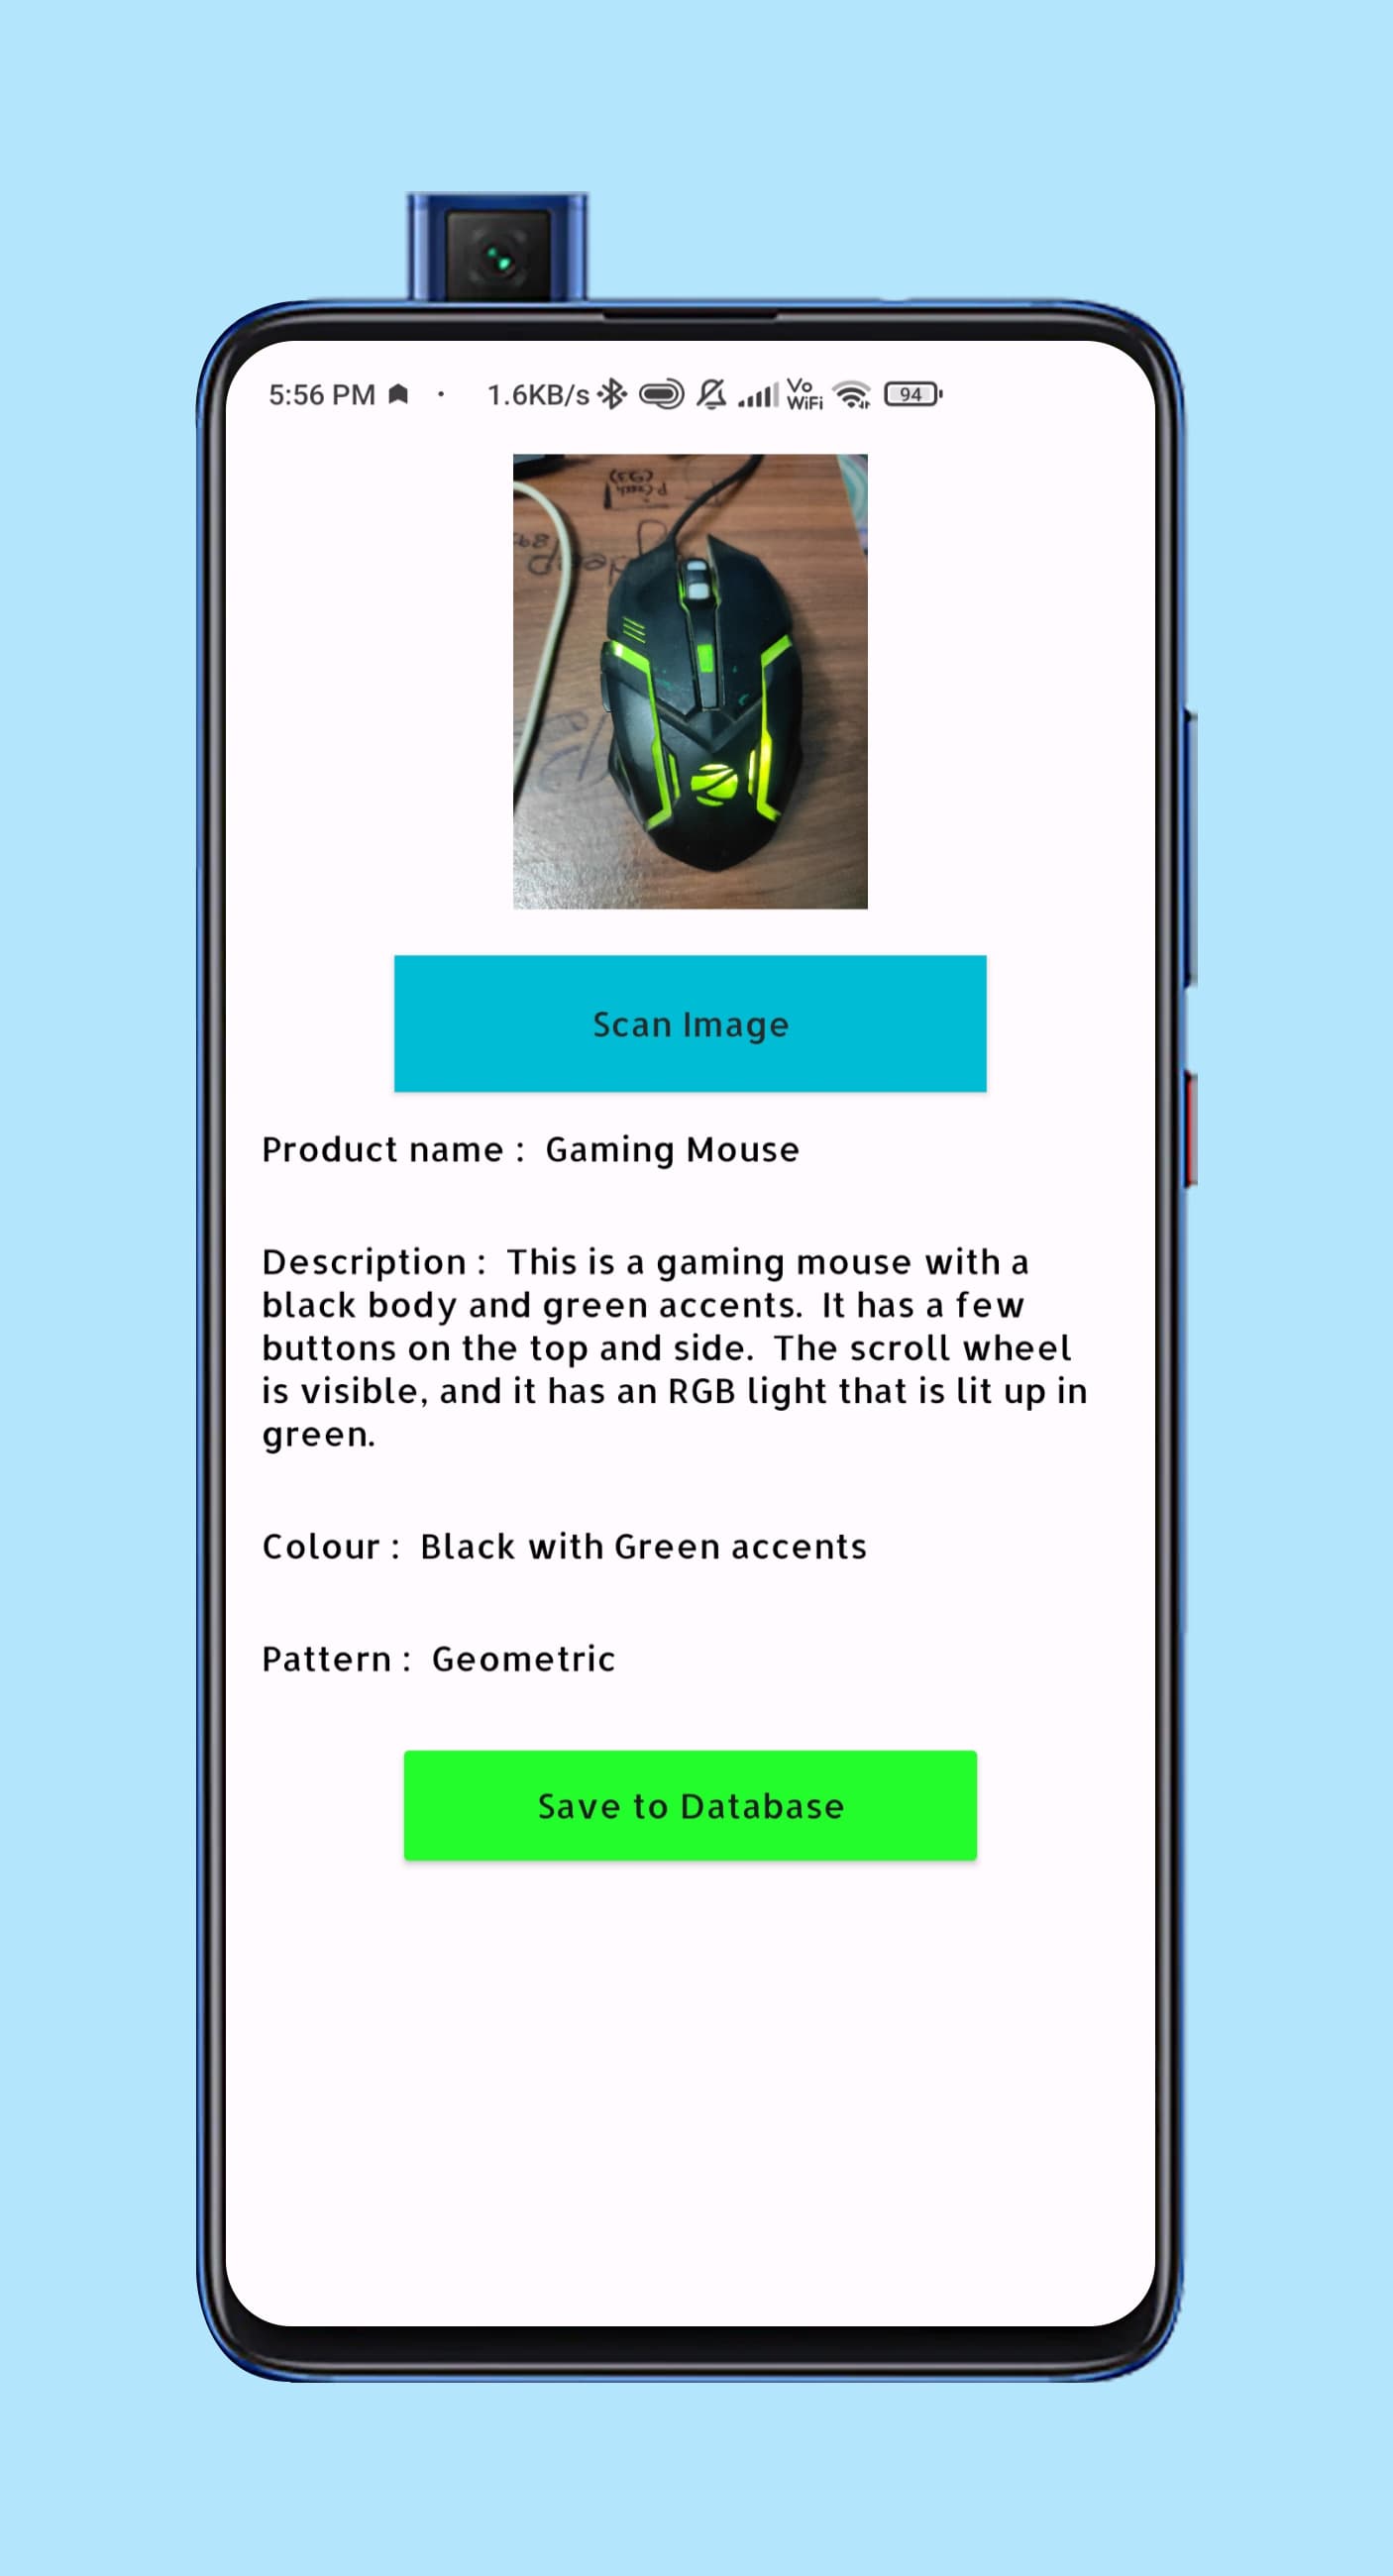 5:56 PM · 1.6KB/s Vo WiFi 94
Scan Image
Product name : Gaming Mouse
Description : This is a gaming mouse with a
black body and green accents. It has a few
buttons on the top and side. The scroll wheel
is visible, and it has an RGB light that is lit up in
green.
Colour : Black with Green accents
Pattern : Geometric
Save to Database